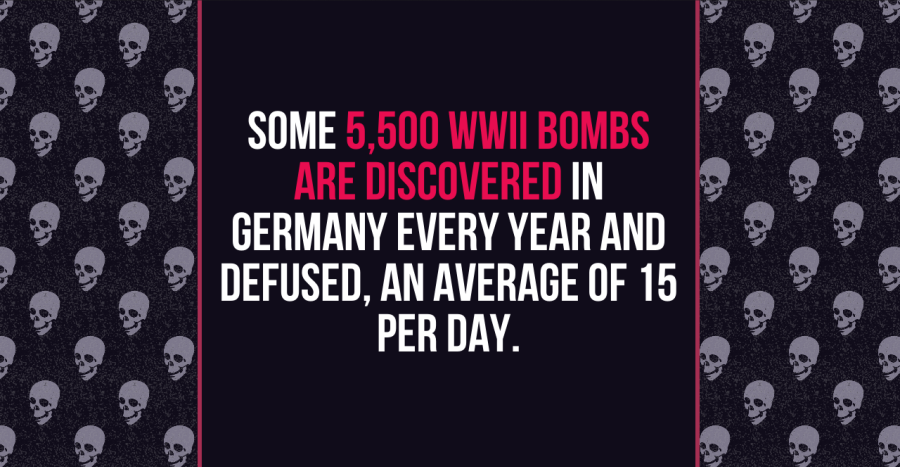 SOME 5,500 WWII BOMBS
ARE DISCOVERED IN
GERMANY EVERY YEAR AND
DEFUSED, AN AVERAGE OF 15
PER DAY.